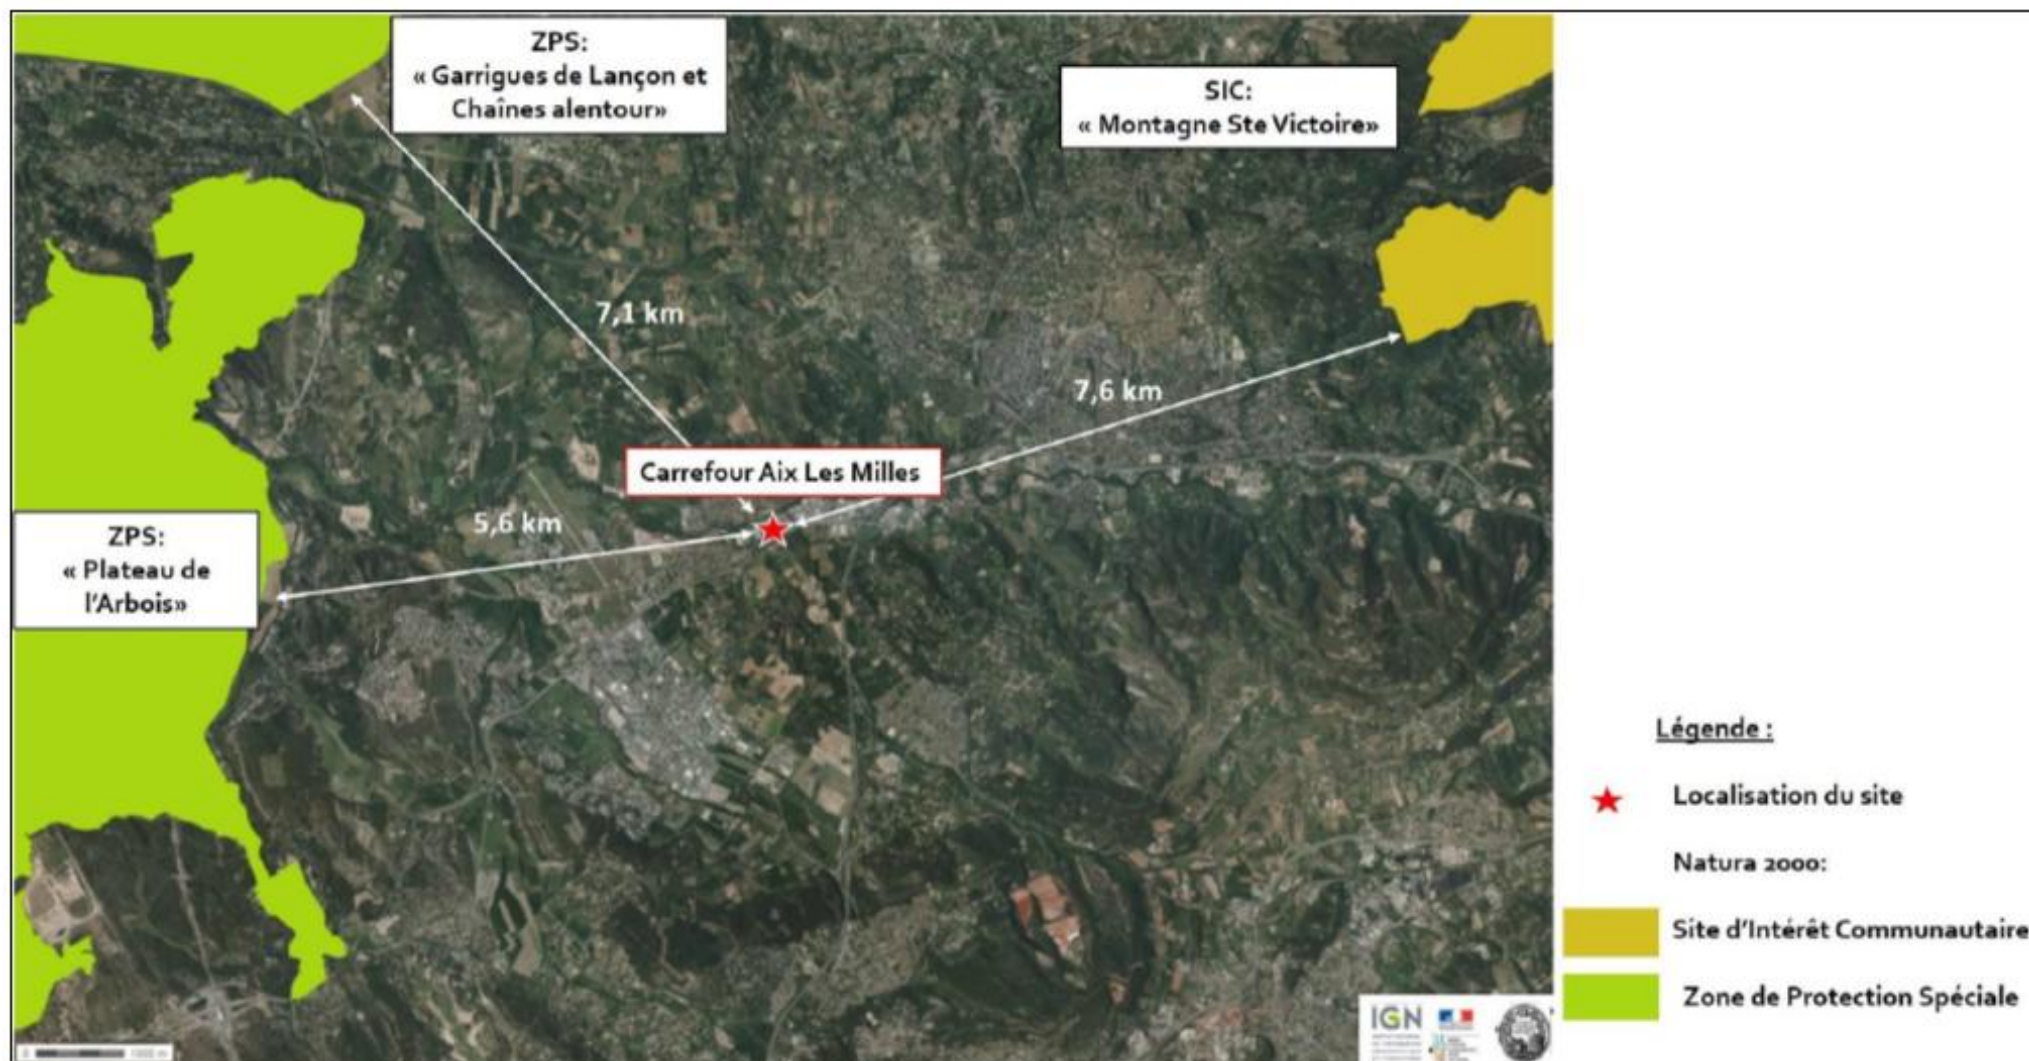 ZPS:
« Garrigues de Lançon et
Chaînes alentour»
SIC:
« Montagne Ste Victoire»
7,1 km
7,6 km
Carrefour Aix Les Milles
5,6 km
ZPS:
« Plateau de
l'Arbois»
Légende :
Localisation du site
Natura 2000:
Site d'Intérêt Communautaire
Zone de Protection Spéciale
IGN